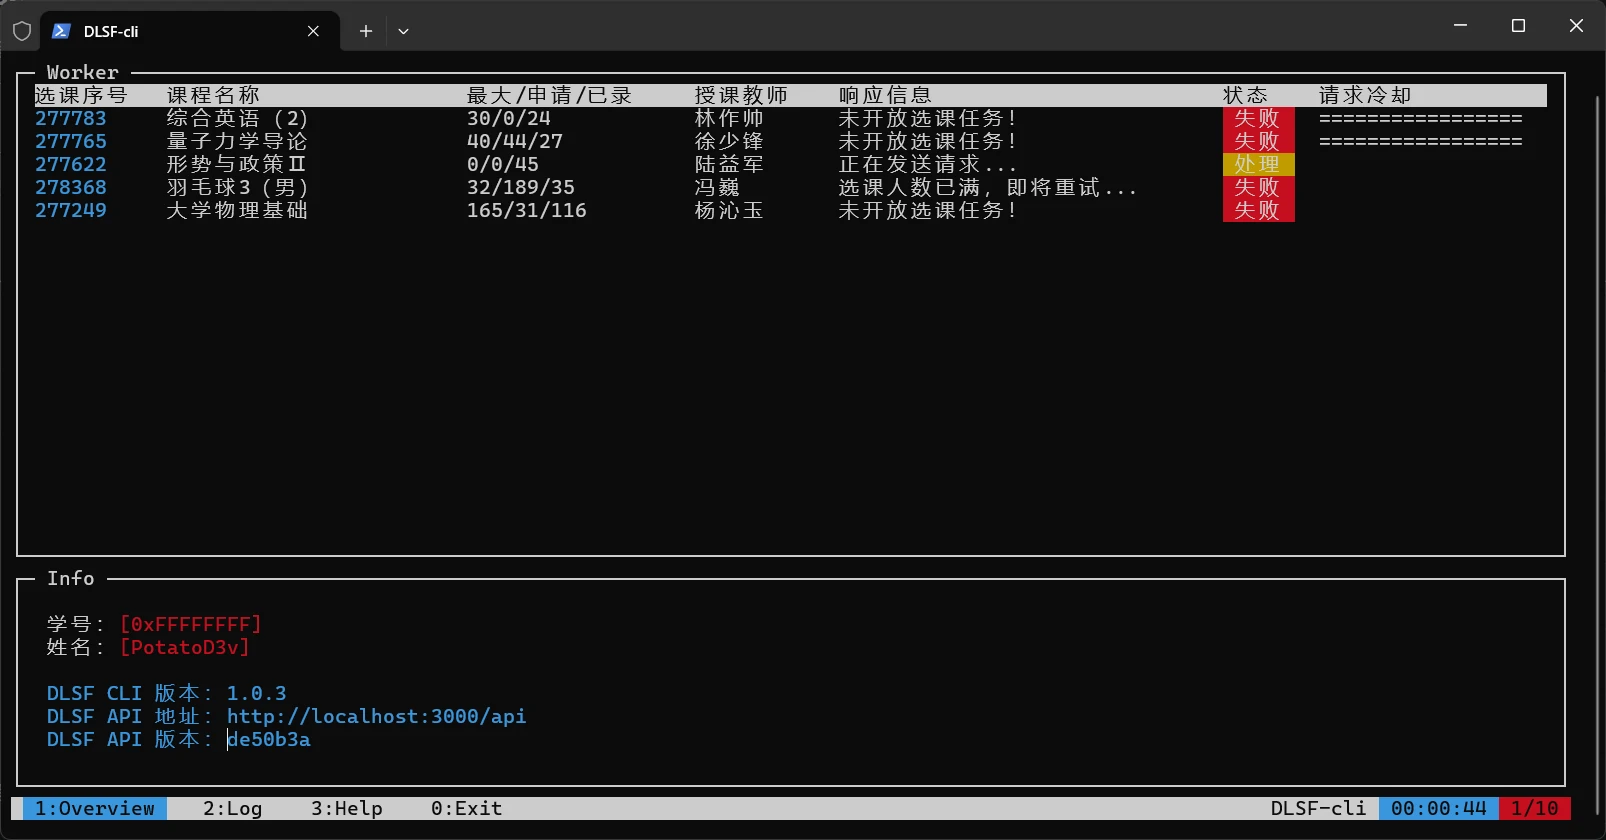 DLSF-cli
Worker
选课序号 课程名称 最大/申请/已录 授课教师 响应信息 状态 请求冷却
277783 综合英语（2） 30/0/24 林作帅 未开放选课任务! 失败 =================
277765 量子力学导论 40/44/27 徐少锋 未开放选课任务! 失败 =================
277622 形势与政策Ⅱ 0/0/45 陆益军 正在发送请求... 处理
278368 羽毛球3（男） 32/189/35 冯巍 选课人数已满，即将重试... 失败
277249 大学物理基础 165/31/116 杨沁玉 未开放选课任务! 失败
Info
学号: [0xFFFFFFFF]
姓名: [PotatoD3v]
DLSF CLI 版本: 1.0.3
DLSF API 地址: http://localhost:3000/api
DLSF API 版本: de50b3a
1:Overview 2:Log 3:Help 0:Exit DLSF-cli 00:00:44 1/10